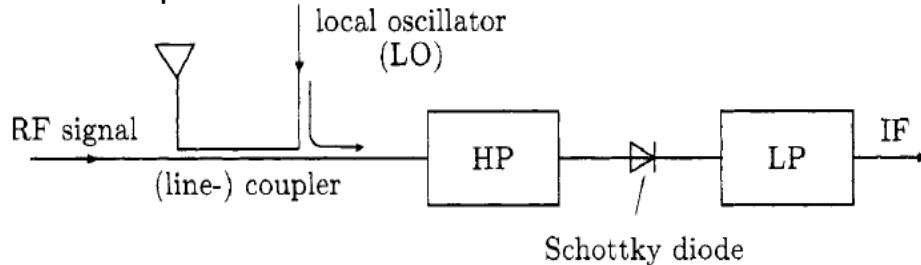 local oscillator
(LO)
RF signal
HP
LP
IF
(line-) coupler
Schottky diode